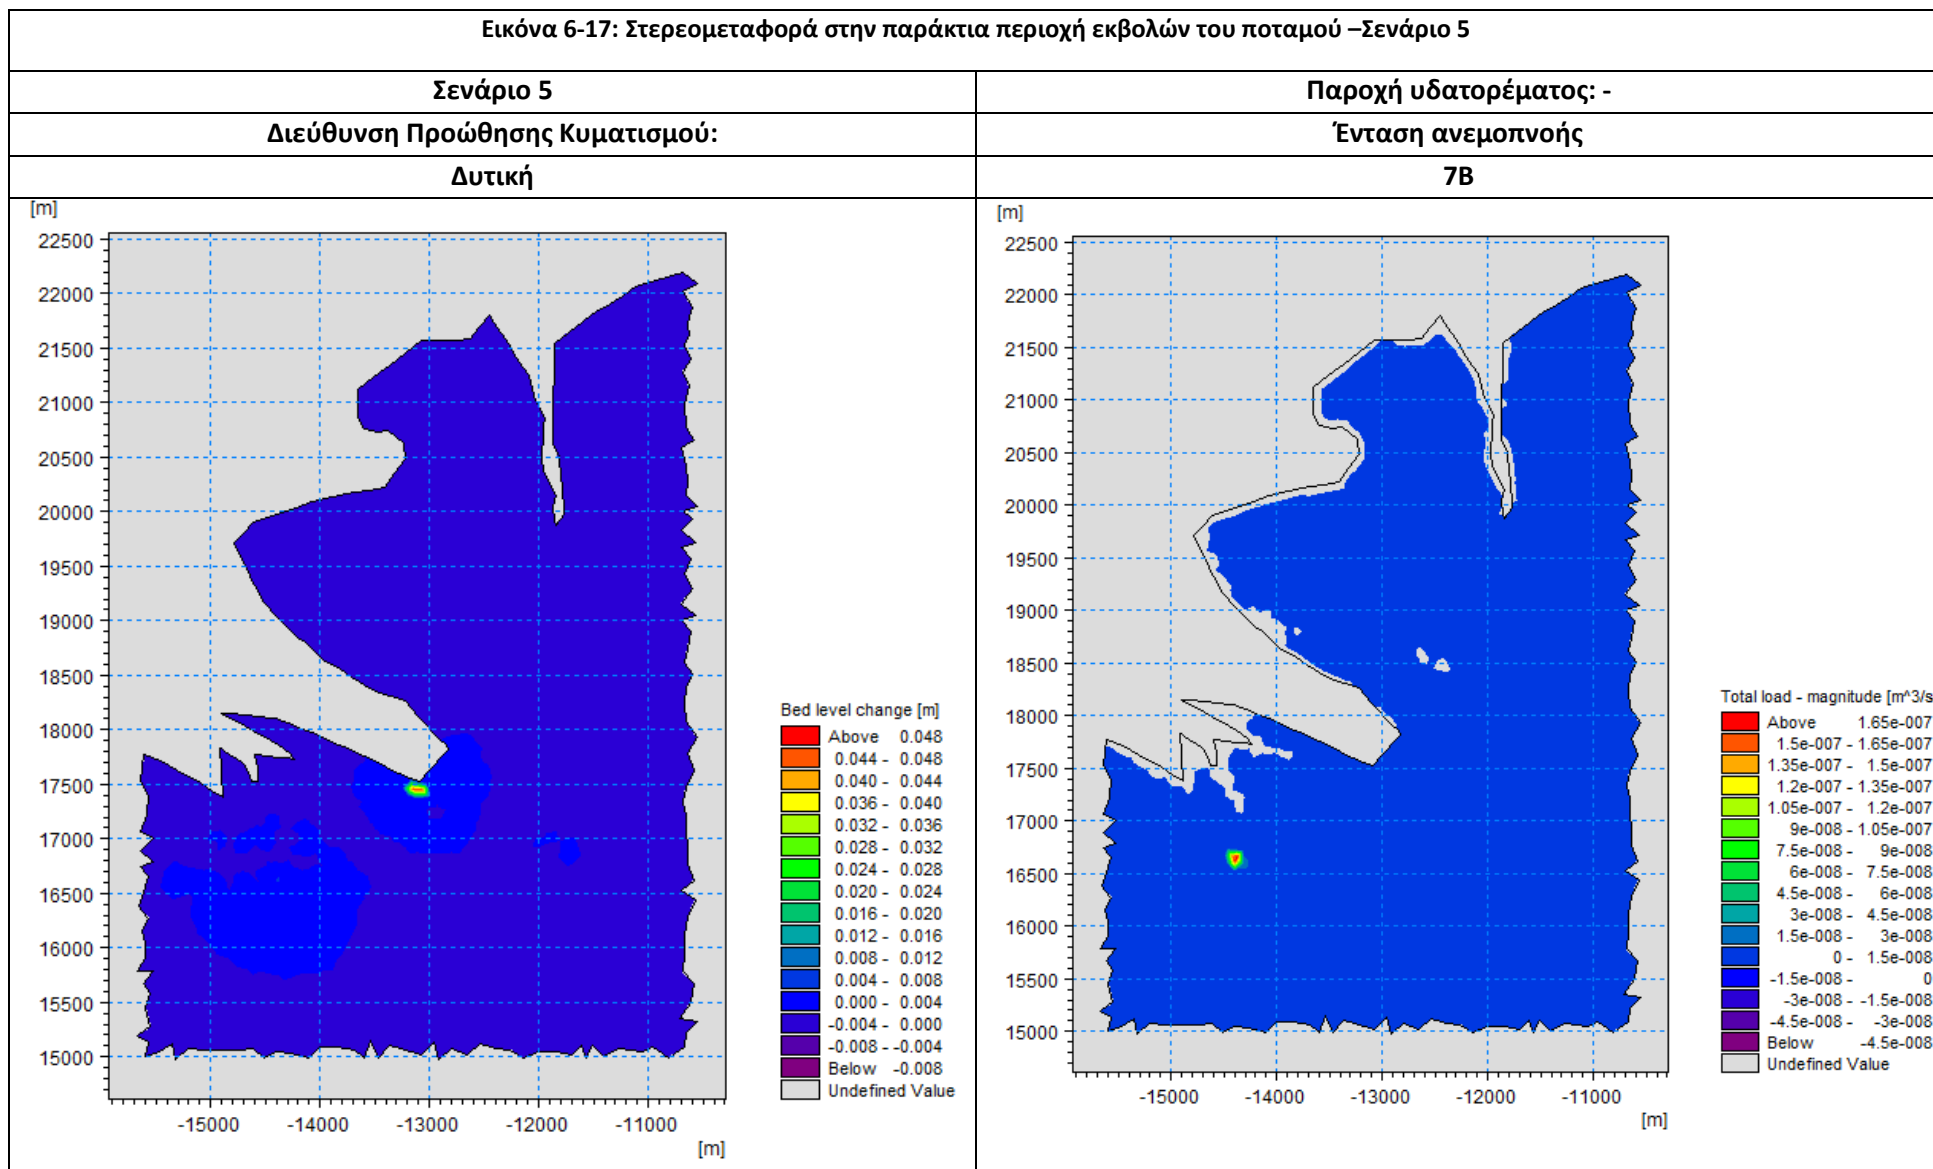 Εικόνα 6-17: Στερεομεταφορά στην παράκτια περιοχή εκβολών του ποταμού –Σενάριο 5
Σενάριο 5
Παροχή υδατορέματος: -
Διεύθυνση Προώθησης Κυματισμού:
Ένταση ανεμοπνοής
Δυτική
7Β
[m]
22500
22000
21500
21000
20500
20000
19500
19000
18500
18000
17500
17000
16500
16000
15500
15000
-15000 -14000 -13000 -12000 -11000
[m]
Bed level change [m]
Above 0.048
0.044 - 0.048
0.040 - 0.044
0.036 - 0.040
0.032 - 0.036
0.028 - 0.032
0.024 - 0.028
0.020 - 0.024
0.016 - 0.020
0.012 - 0.016
0.008 - 0.012
0.004 - 0.008
0.000 - 0.004
-0.004 - 0.000
-0.008 - -0.004
Below -0.008
Undefined Value
[m]
22500
22000
21500
21000
20500
20000
19500
19000
18500
18000
17500
17000
16500
16000
15500
15000
-15000 -14000 -13000 -12000 -11000
[m]
Total load - magnitude [m^3/s
Above 1.65e-007
1.5e-007 - 1.65e-007
1.35e-007 - 1.5e-007
1.2e-007 - 1.35e-007
1.05e-007 - 1.2e-007
9e-008 - 1.05e-007
7.5e-008 - 9e-008
6e-008 - 7.5e-008
4.5e-008 - 6e-008
3e-008 - 4.5e-008
1.5e-008 - 3e-008
0 - 1.5e-008
-1.5e-008 - 0
-3e-008 - -1.5e-008
-4.5e-008 - -3e-008
Below -4.5e-008
Undefined Value